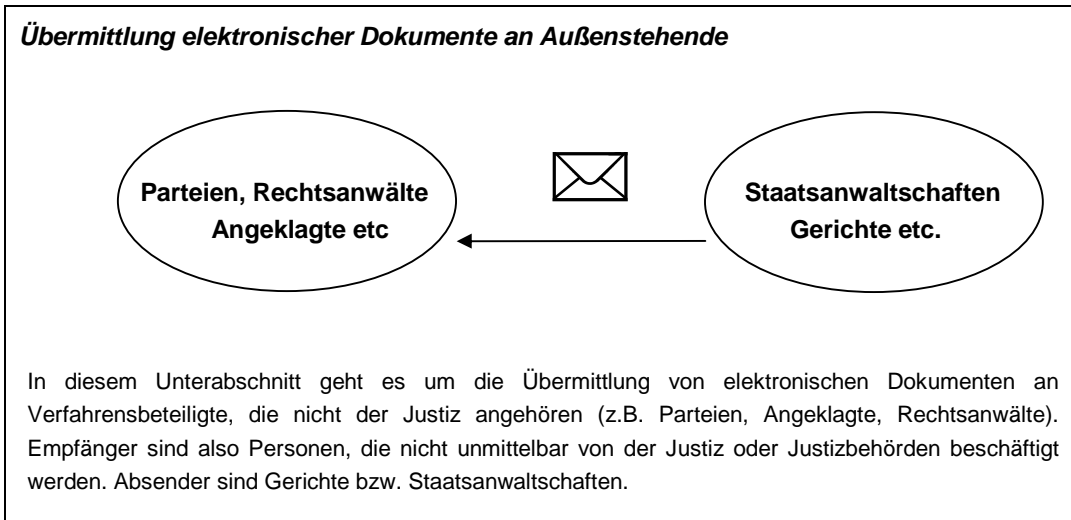 Übermittlung elektronischer Dokumente an Außenstehende
Parteien, Rechtsanwälte
Angeklagte etc
Staatsanwaltschaften
Gerichte etc.
In diesem Unterabschnitt geht es um die Übermittlung von elektronischen Dokumenten an
Verfahrensbeteiligte, die nicht der Justiz angehören (z.B. Parteien, Angeklagte, Rechtsanwälte).
Empfänger sind also Personen, die nicht unmittelbar von der Justiz oder Justizbehörden beschäftigt
werden. Absender sind Gerichte bzw. Staatsanwaltschaften.